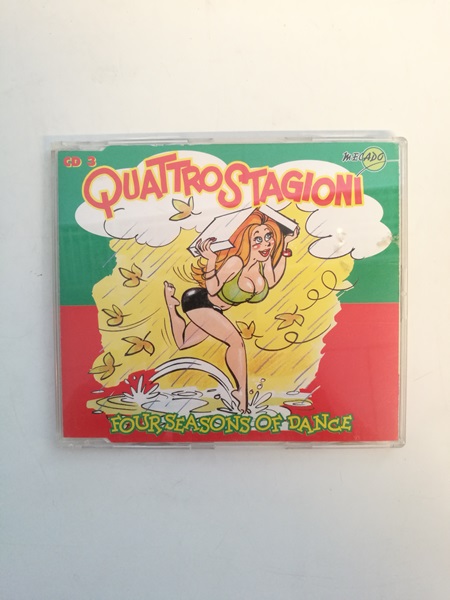 CD 3
MECADO
QUATTRO STAGIONI
FOUR SEASONS OF DANCE